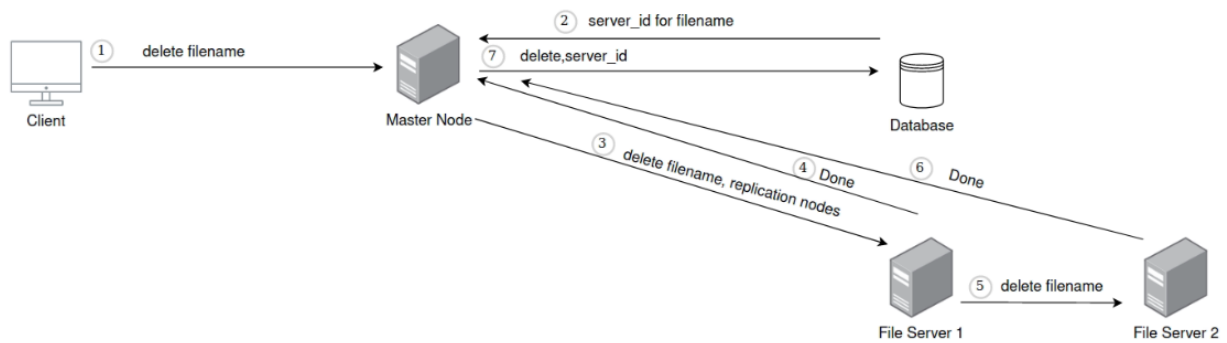 2 server_id for filename
1 delete filename
7 delete,server_id
Client
Master Node
Database
3 delete filename, replication nodes
4 Done
6 Done
5 delete filename
File Server 1
File Server 2